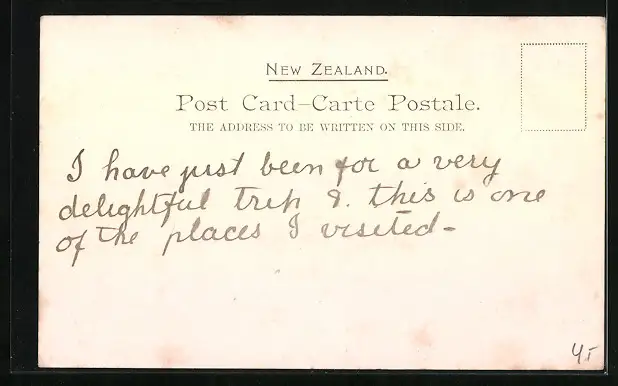 NEW ZEALAND.
Post Card–Carte Postale.
THE ADDRESS TO BE WRITTEN ON THIS SIDE.
I have just been for a very
delightful trip &. this is one
of the places I visited -